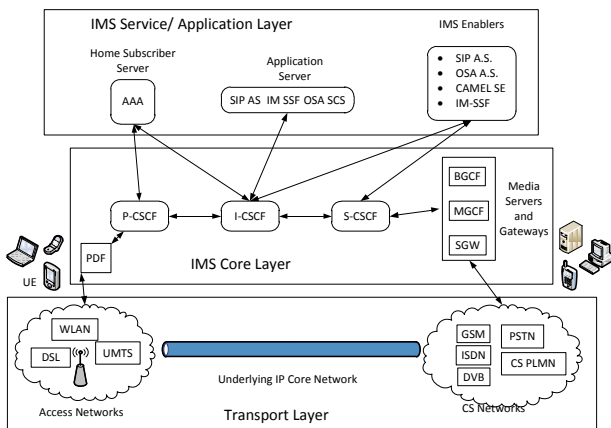 IMS Service/ Application Layer
IMS Enablers
Home Subscriber
Server
Application
Server
AAA
SIP AS IM SSF OSA SCS
• SIP A.S.
• OSA A.S.
• CAMEL SE
• IM-SSF
P-CSCF
I-CSCF
S-CSCF
BGCF
MGCF
SGW
Media
Servers
and
Gateways
PDF
IMS Core Layer
UE
WLAN
DSL
UMTS
Access Networks
Underlying IP Core Network
GSM
ISDN
DVB
PSTN
CS PLMN
CS Networks
Transport Layer